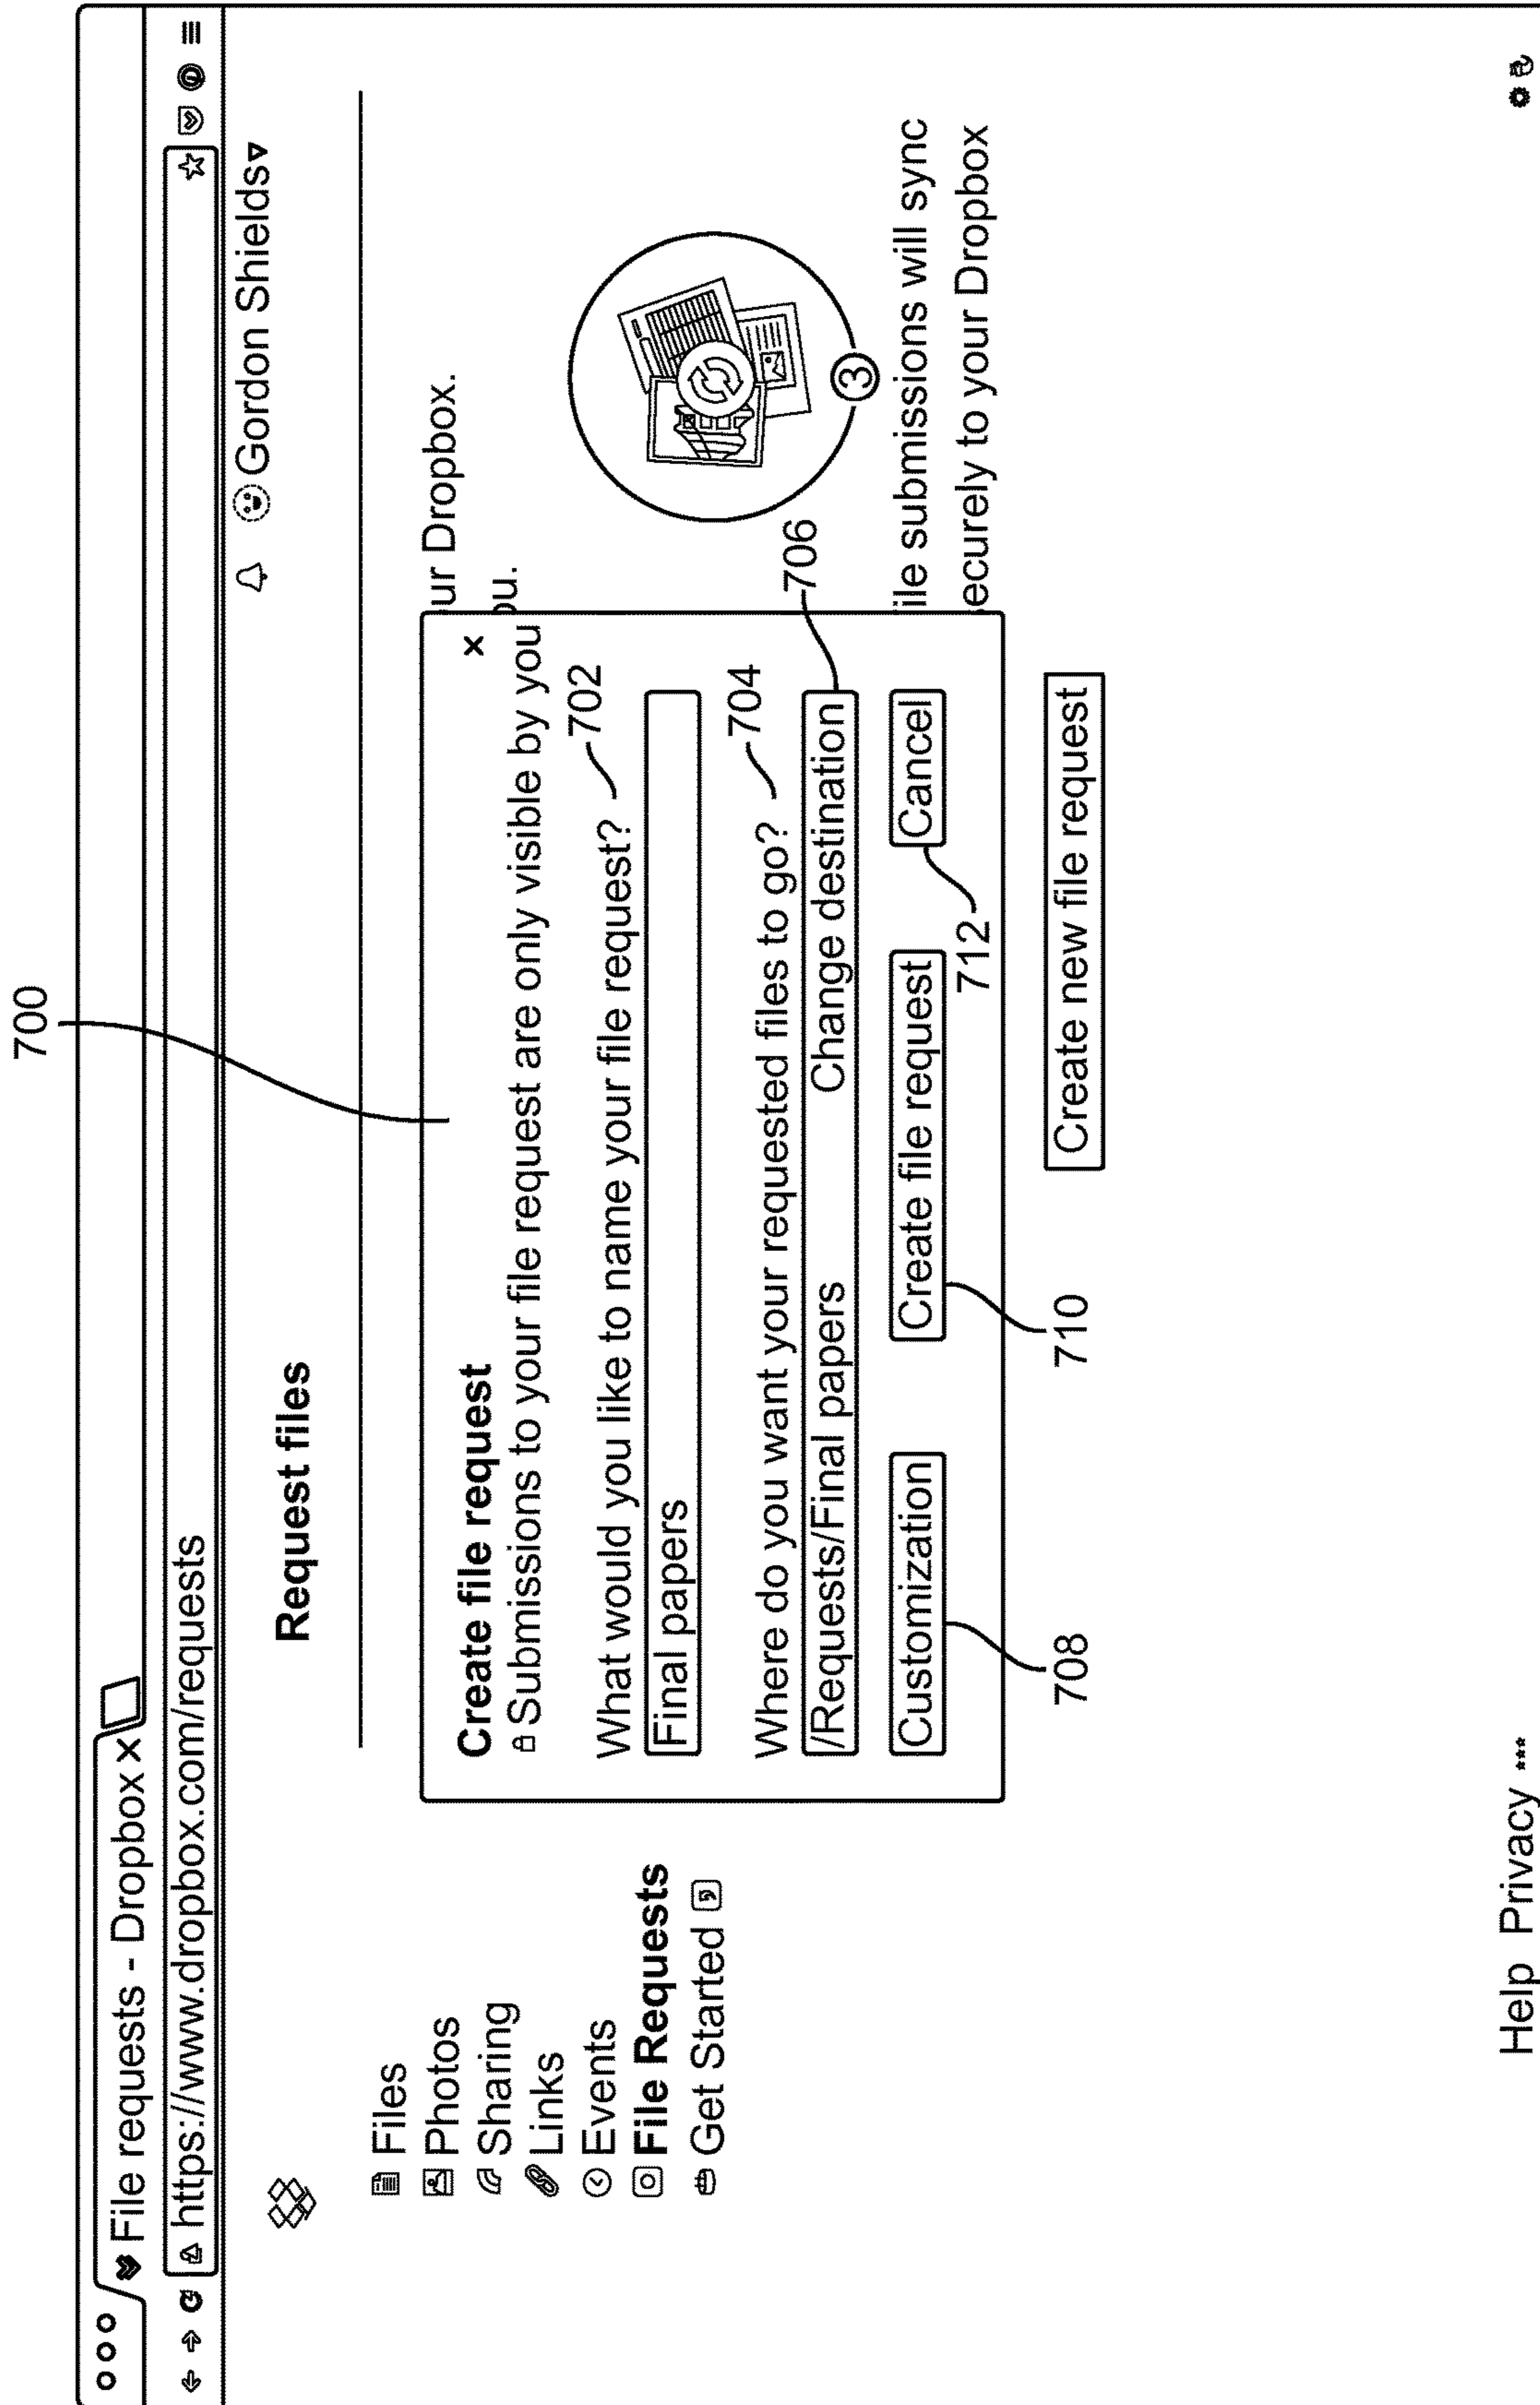 700
File requests - Dropbox X
https://www.dropbox.com/requests
Gordon Shields
Request files
Files
Photos
Sharing
Links
Events
File Requests
Get Started
ur Dropbox.
ou.
Create file request
x
Submissions to your file request are only visible by you
What would you like to name your file request? 702
Final papers
Where do you want your requested files to go? 704
/Requests/Final papers Change destination
706
Customization Create file request Cancel
708
710
712
3
ile submissions will sync
ecurely to your Dropbox
Create new file request
Help Privacy